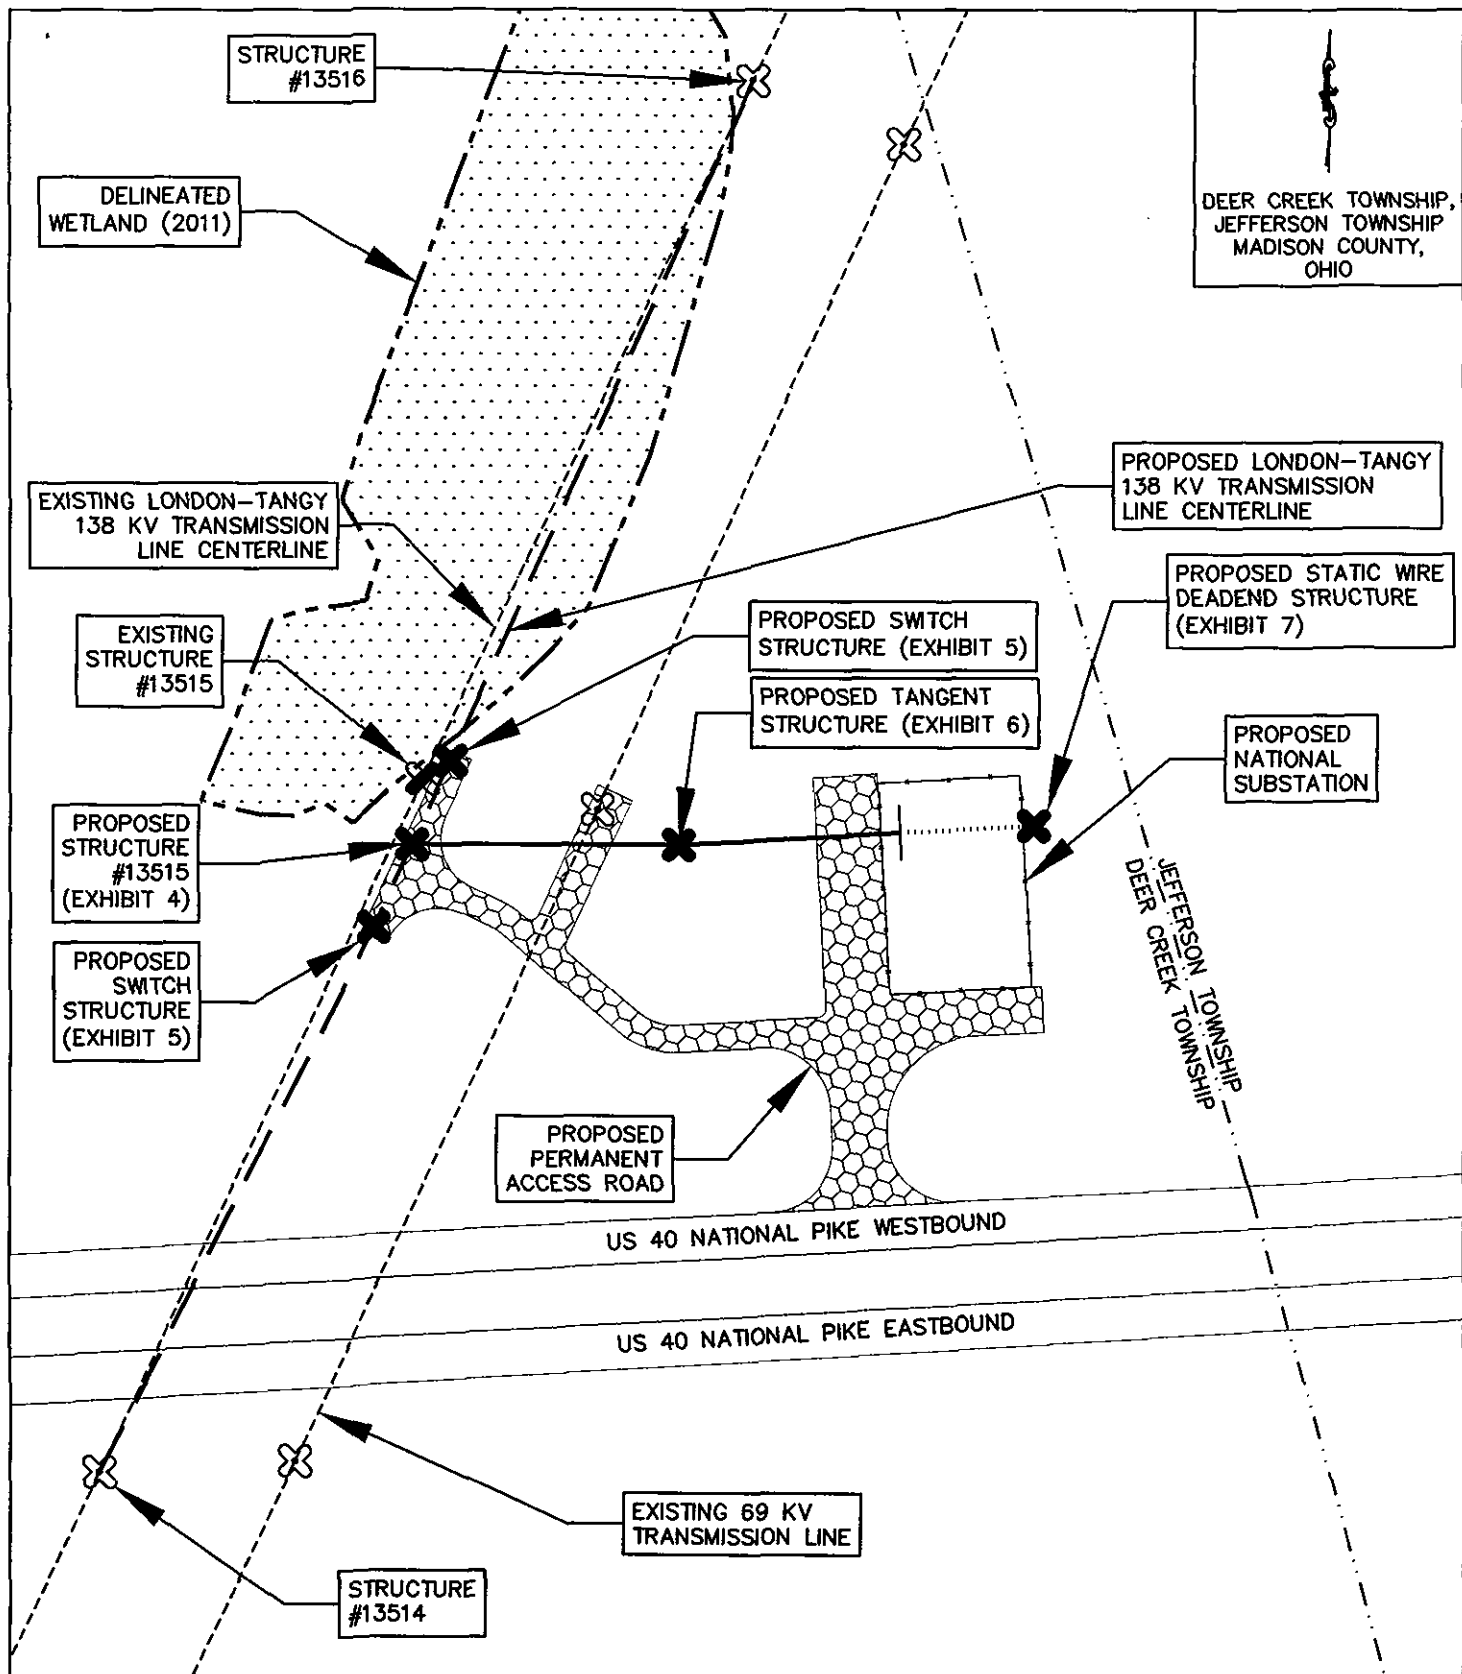 STRUCTURE
#13516
DEER CREEK TOWNSHIP,
JEFFERSON TOWNSHIP
MADISON COUNTY,
OHIO
DELINEATED
WETLAND (2011)
EXISTING LONDON-TANGY
138 KV TRANSMISSION
LINE CENTERLINE
PROPOSED LONDON-TANGY
138 KV TRANSMISSION
LINE CENTERLINE
PROPOSED STATIC WIRE
DEADEND STRUCTURE
(EXHIBIT 7)
EXISTING
STRUCTURE
#13515
PROPOSED SWITCH
STRUCTURE (EXHIBIT 5)
PROPOSED TANGENT
STRUCTURE (EXHIBIT 6)
PROPOSED
NATIONAL
SUBSTATION
PROPOSED
STRUCTURE
#13515
(EXHIBIT 4)
PROPOSED
SWITCH
STRUCTURE
(EXHIBIT 5)
JEFFERSON TOWNSHIP
DEER CREEK TOWNSHIP
PROPOSED
PERMANENT
ACCESS ROAD
US 40 NATIONAL PIKE WESTBOUND
US 40 NATIONAL PIKE EASTBOUND
EXISTING 69 KV
TRANSMISSION LINE
STRUCTURE
#13514